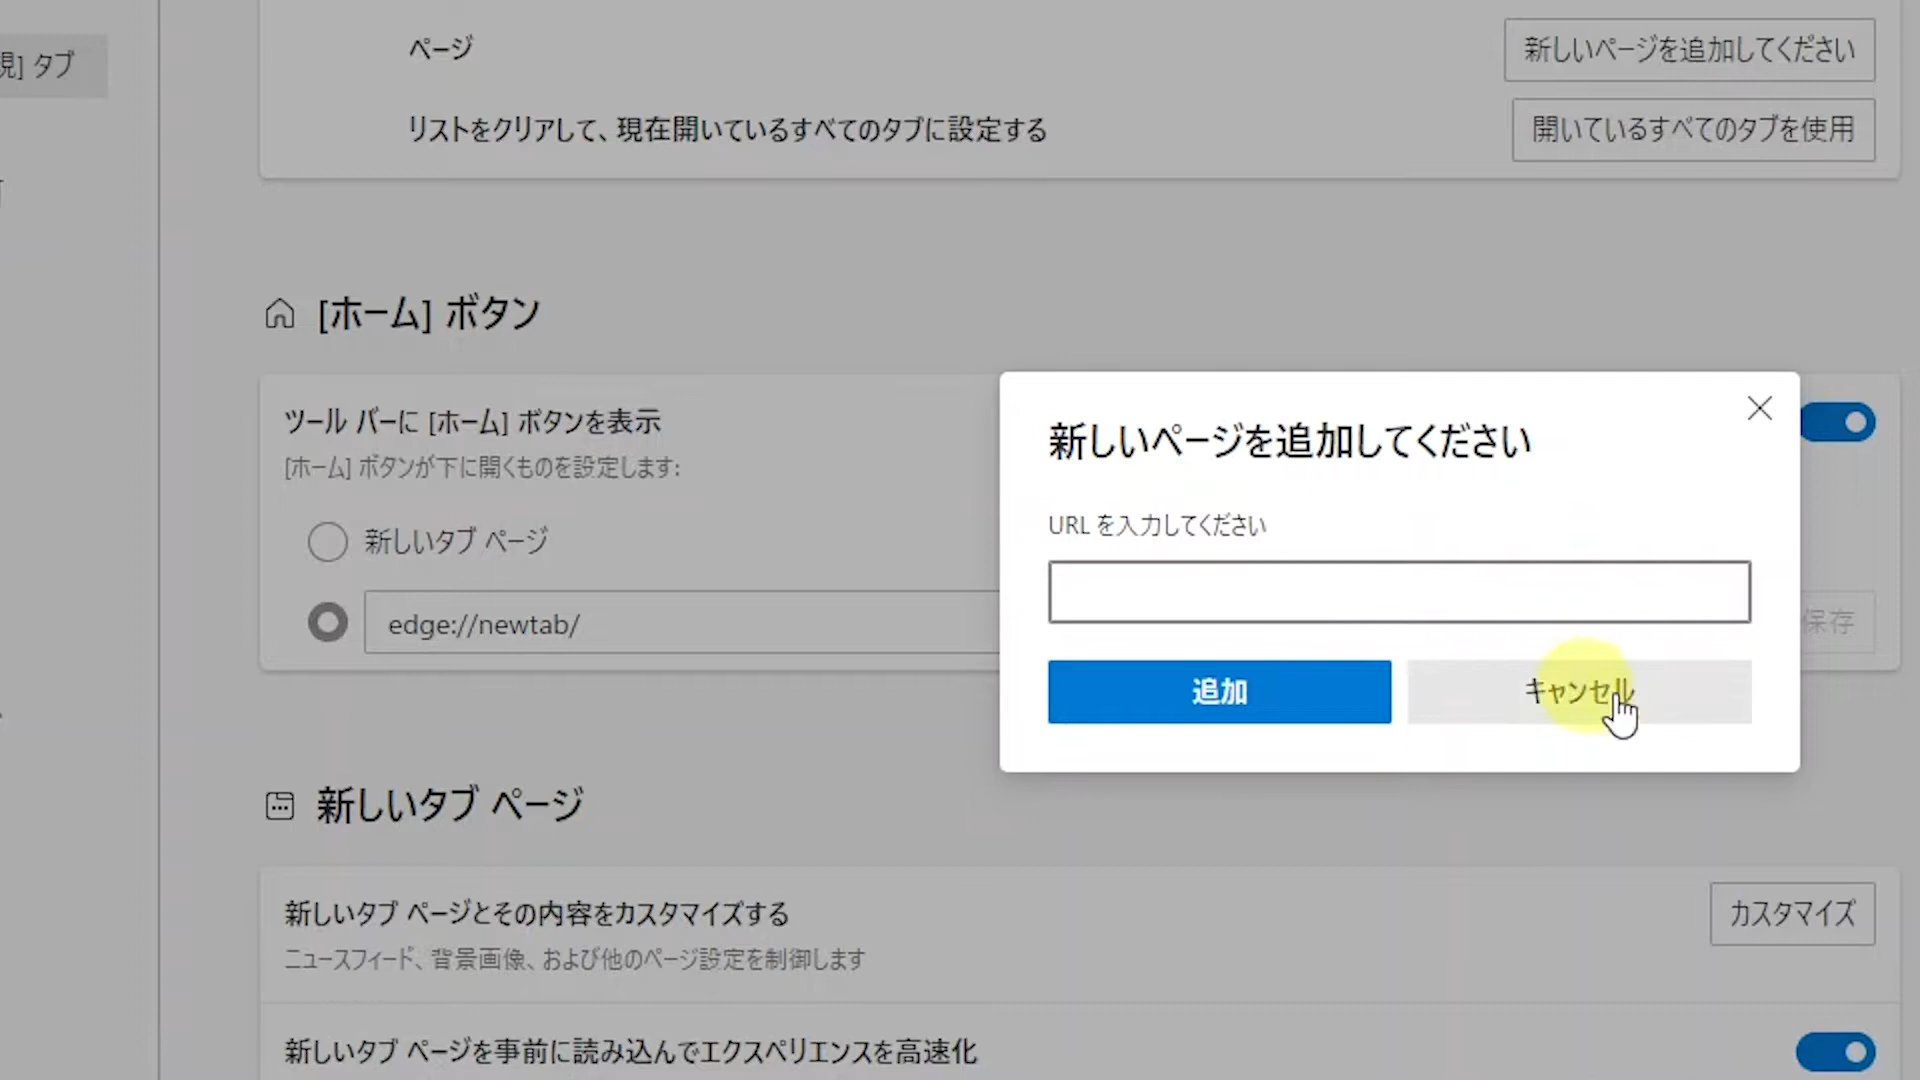 規] タブ
ページ
新しいページを追加してください
リストをクリアして、現在開いているすべてのタブに設定する
開いているすべてのタブを使用
[ホーム] ボタン
ツール バーに [ホーム] ボタンを表示
[ホーム] ボタンが下に開くものを設定します:
新しいタブ ページ
edge://newtab/
保存
新しいページを追加してください
URL を入力してください
追加
キャンセル
新しいタブ ページ
新しいタブ ページとその内容をカスタマイズする
カスタマイズ
ニュースフィード、背景画像、および他のページ設定を制御します
新しいタブ ページを事前に読み込んでエクスペリエンスを高速化